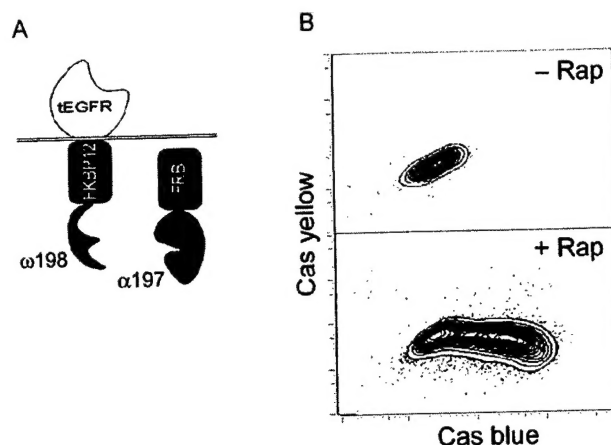 A
tEGFR
FKBP12
FRB
ω198
α197
B
– Rap
+ Rap
Cas yellow
Cas blue